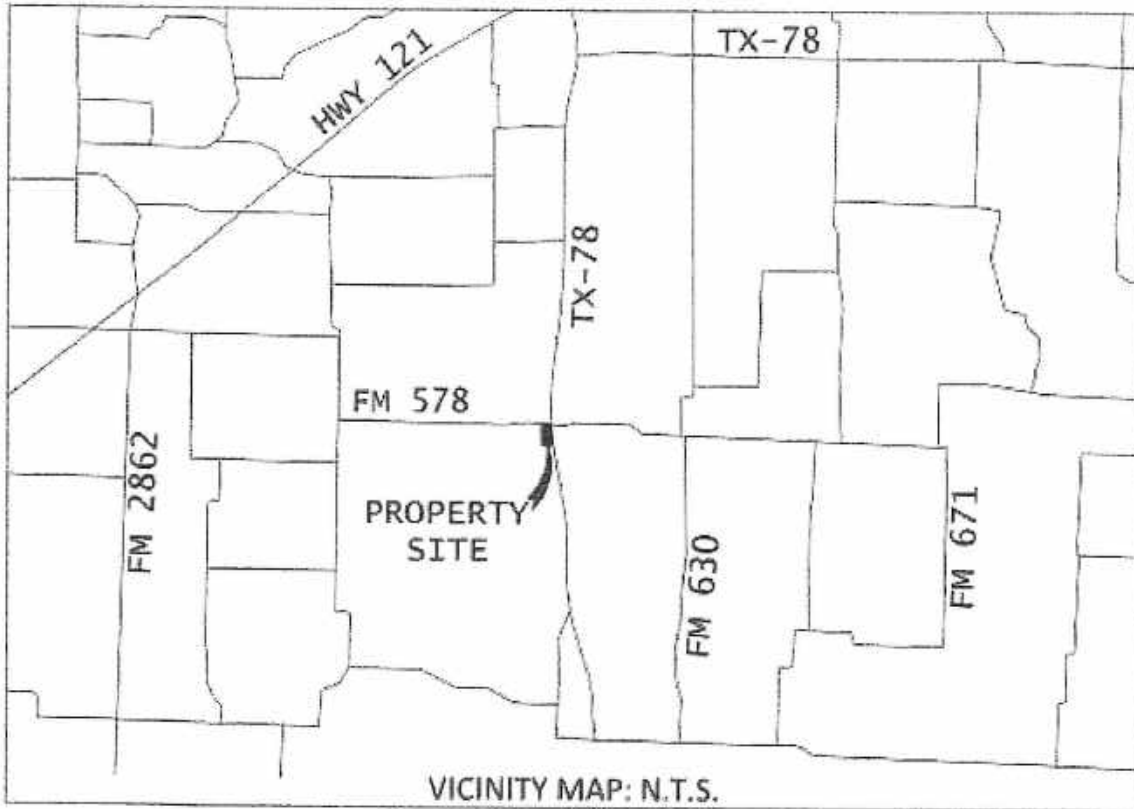 TX-78
HWY 121
TX-78
FM 578
FM 2862
PROPERTY
SITE
FM 630
FM 671
VICINITY MAP: N.T.S.